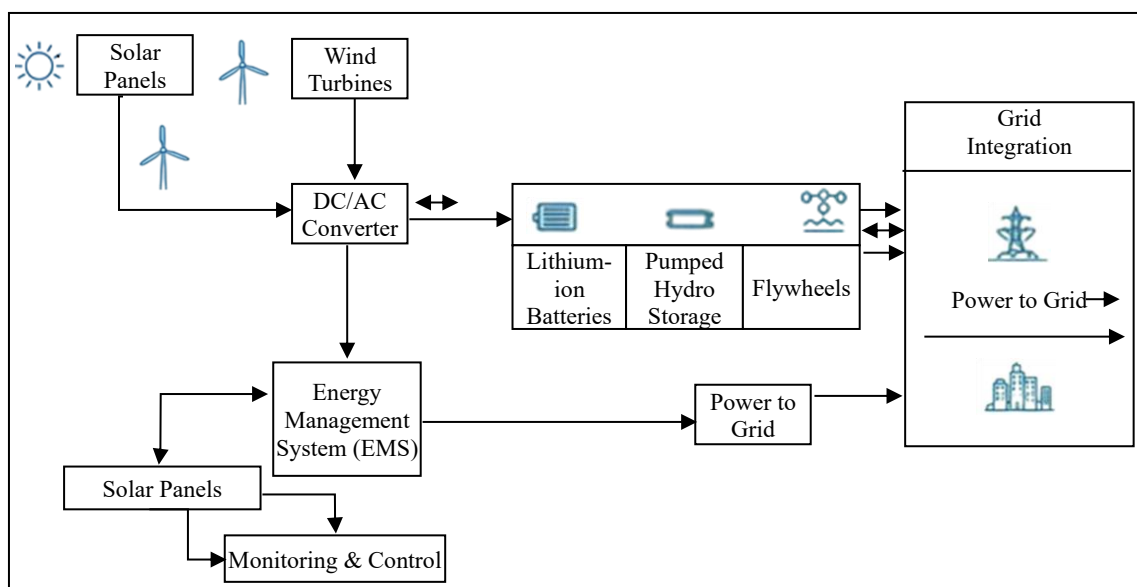 Solar
Panels
Wind
Turbines
Grid
Integration
DC/AC
Converter
Lithium-
ion
Batteries
Pumped
Hydro
Storage
Flywheels
Power to Grid
Energy
Management
System (EMS)
Power to
Grid
Solar Panels
Monitoring & Control